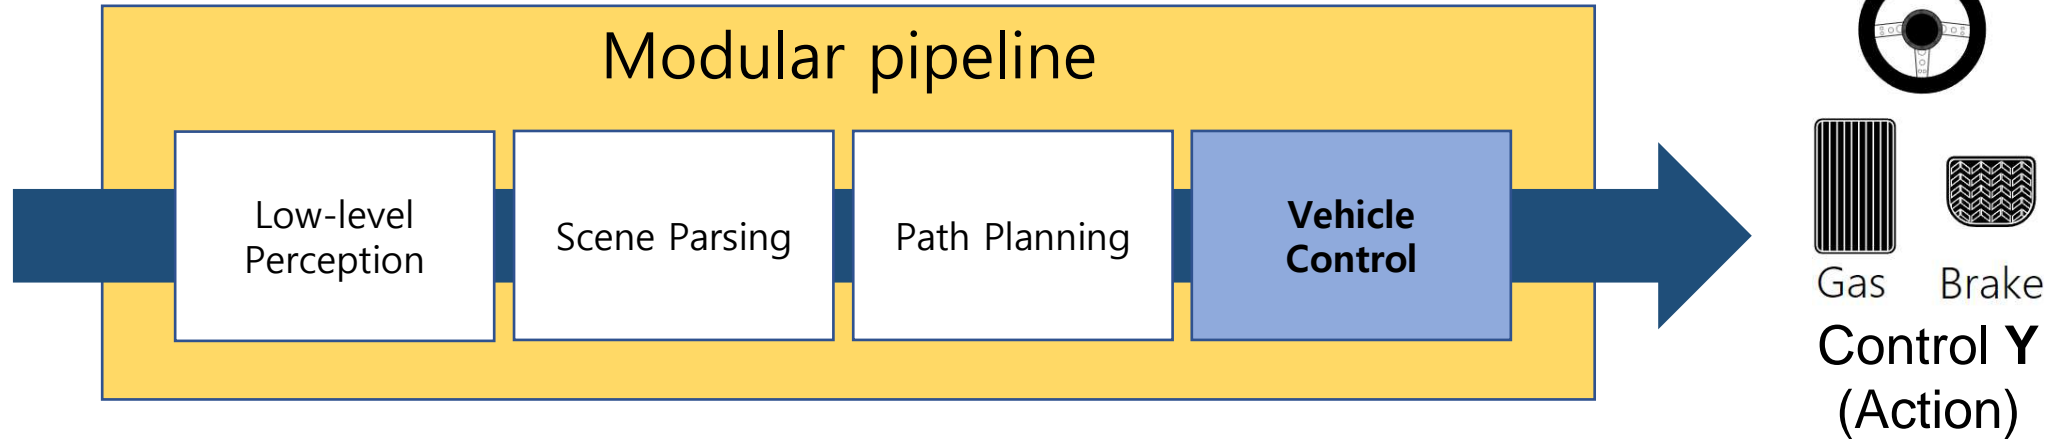 Modular pipeline
Low-level
Perception
Scene Parsing
Path Planning
Vehicle
Control
Gas
Brake
Control Y
(Action)